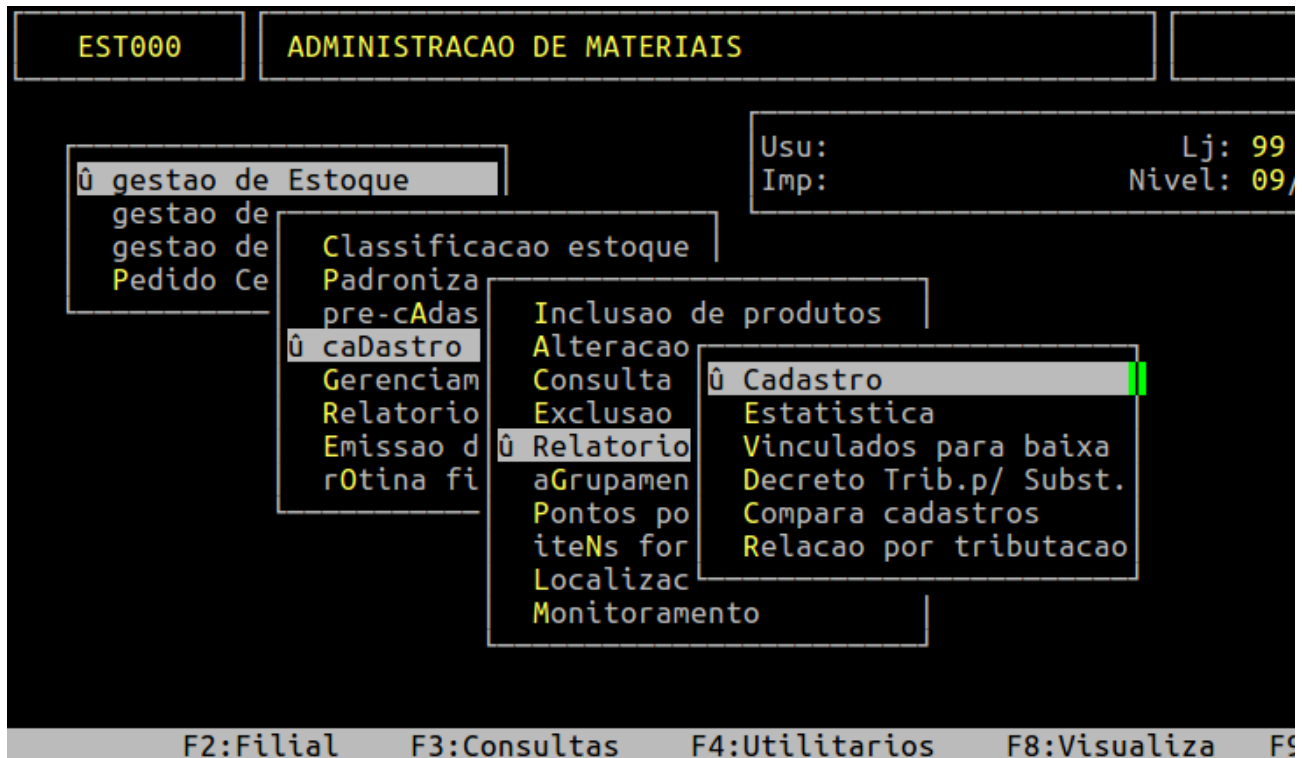 EST000 ADMINISTRACAO DE MATERIAIS
Usu: Lj: 99
Imp: Nivel: 09/
û gestao de Estoque
gestao de
gestao de
Pedido Ce
Classificacao estoque
Padroniza
pre-cAdas
û caDastro
Gerenciam
Relatorio
Emissao d
rOtina fi
Inclusao de produtos
Alteracao
Consulta
Exclusao
û Relatorio
aGrupamen
Pontos po
iteNs for
Localizac
Monitoramento
û Cadastro
Estatistica
Vinculados para baixa
Decreto Trib.p/ Subst.
Compara cadastros
Relacao por tributacao
F2:Filial F3:Consultas F4:Utilitarios F8:Visualiza F9